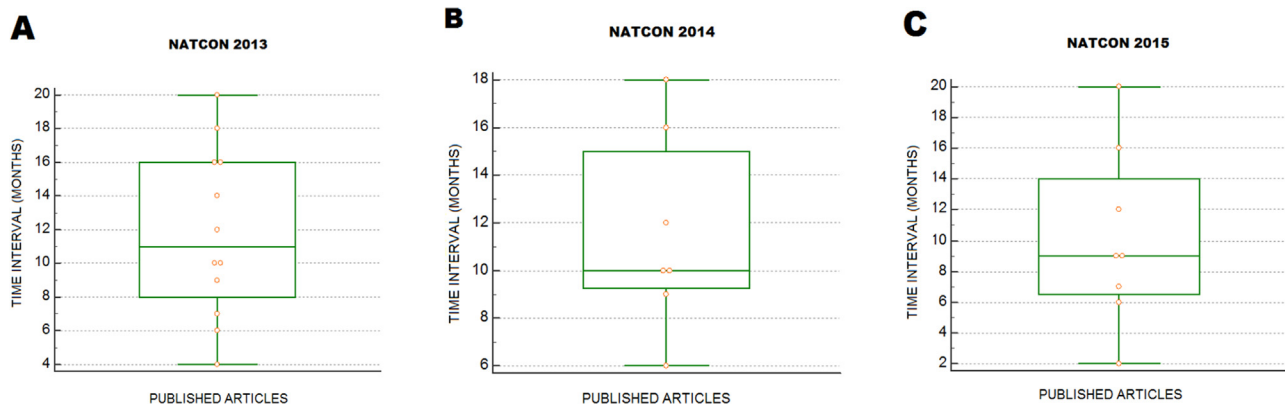 A
NATCON 2013
TIME INTERVAL (MONTHS)
20
18
16
14
12
10
8
6
4
PUBLISHED ARTICLES
B
NATCON 2014
TIME INTERVAL (MONTHS)
18
16
14
12
10
8
6
PUBLISHED ARTICLES
C
NATCON 2015
TIME INTERVAL (MONTHS)
20
18
16
14
12
10
8
6
4
2
PUBLISHED ARTICLES